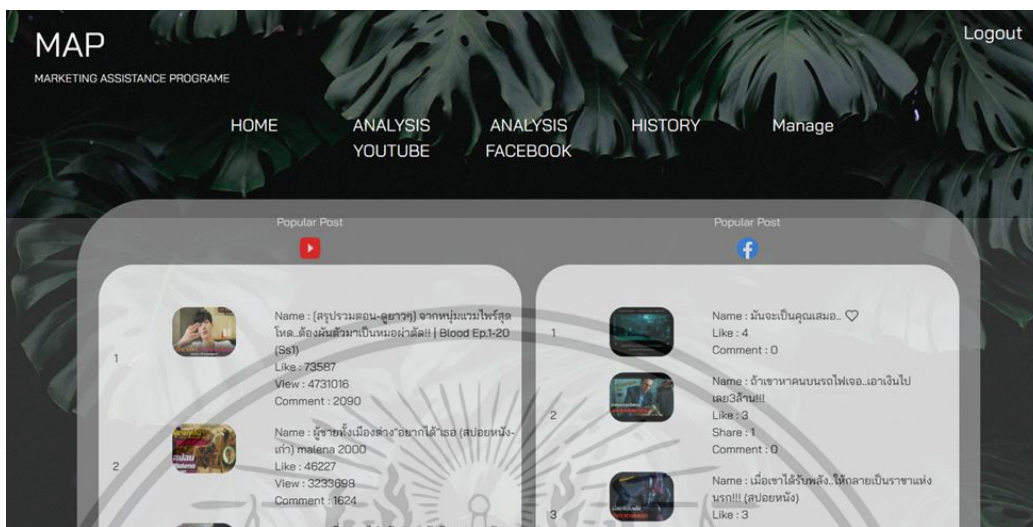 MAP
Logout
MARKETING ASSISTANCE PROGRAME
HOME
ANALYSIS
YOUTUBE
ANALYSIS
FACEBOOK
HISTORY
Manage
Popular Post
1
Name : [สรุปรวมตอน-ดูยาวๆ] จากหนุ่มแวมไพร์สุด
โหด..ต้องผันตัวมาเป็นหมอผ่าตัด!! | Blood Ep.1-20
(Ss1)
Like : 73587
View : 4731016
Comment : 2090
2
Name : ผู้ชายทั้งเมืองต่าง"อยากได้"เธอ (สปอยหนัง-
เก่า) malena 2000
Like : 46227
View : 3233698
Comment : 1624
Popular Post
1
Name : มันจะเป็นคุณเสมอ.. ♡
Like : 4
Comment : 0
2
Name : ถ้าเขาหาคนบนรถไฟเจอ..เอาเงินไป
เลย3ล้าน!!!
Like : 3
Share : 1
Comment : 0
3
Name : เมื่อเขาได้รับพลัง..ให้กลายเป็นราชาแห่ง
นรก!!! (สปอยหนัง)
Like : 3